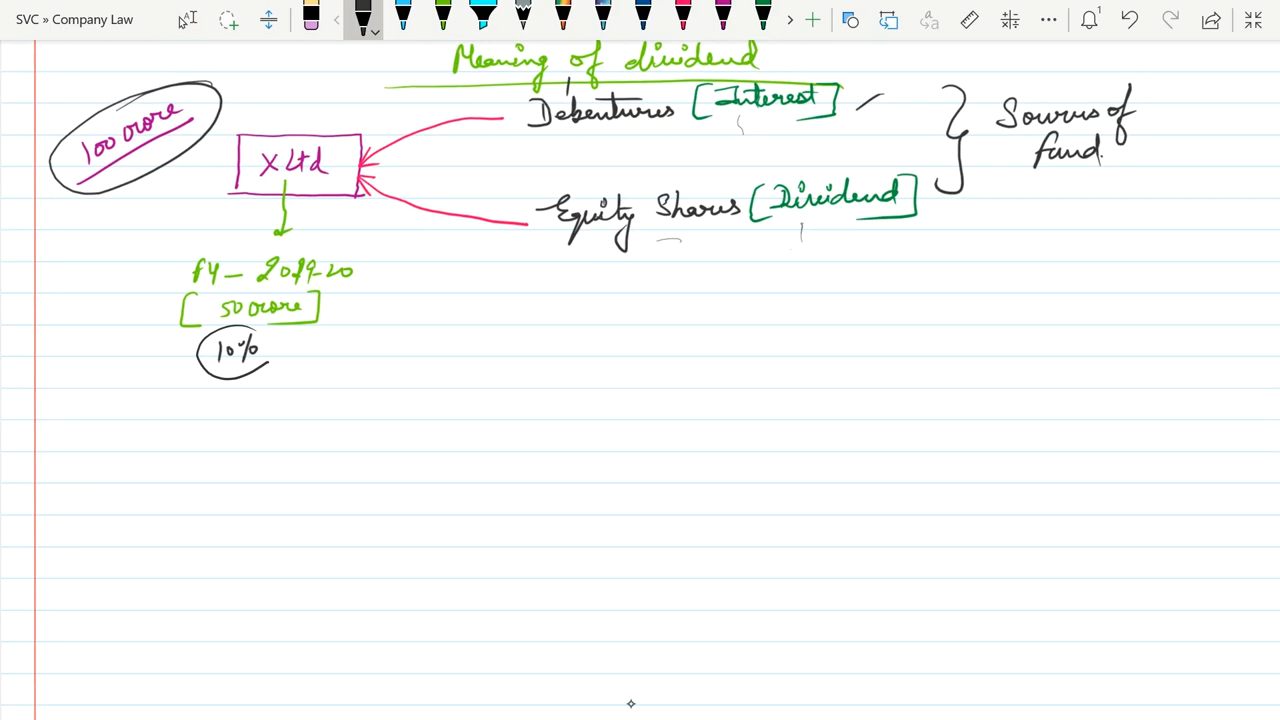 SVC » Company Law
Meaning of dividend
100 crore
Debentures [Interest]
X Ltd
Sources of
fund.
Equity Shares [Dividend]
FY - 2019-20
[50 crore]
10%